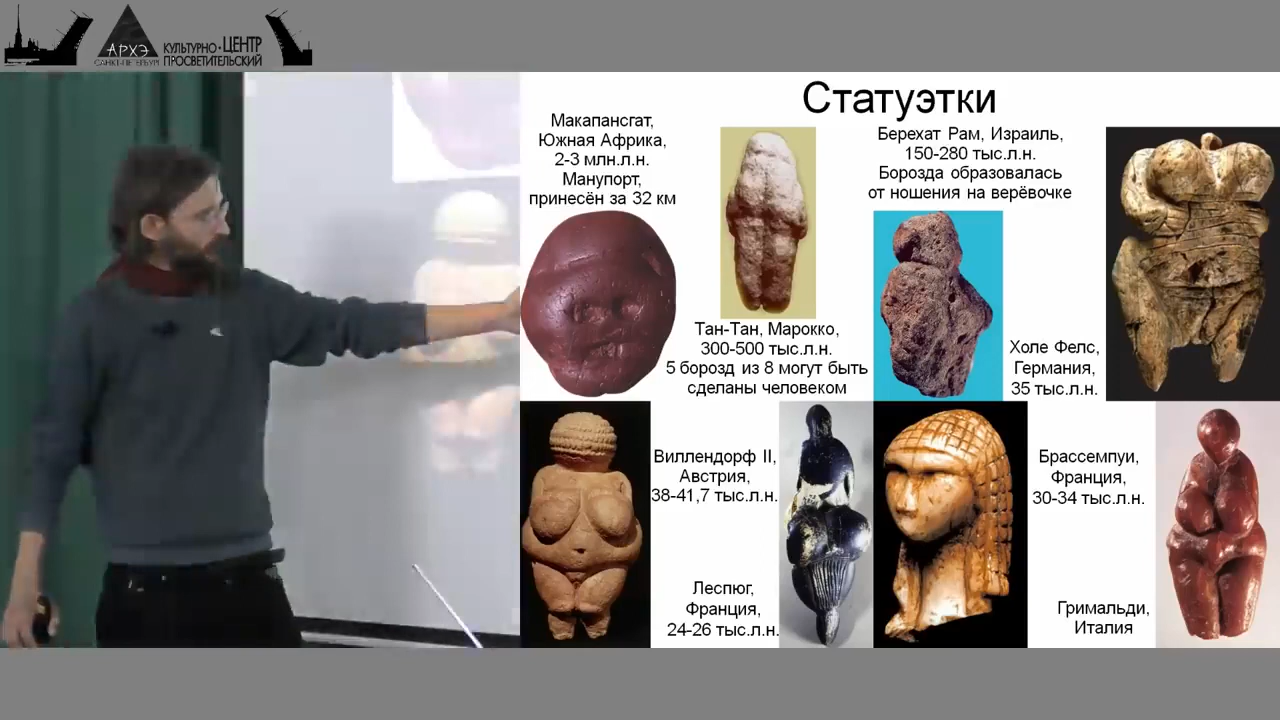 АРХЭ
САНКТ-ПЕТЕРБУРГ
КУЛЬТУРНО-ЦЕНТР
ПРОСВЕТИТЕЛЬСКИЙ
Статуэтки
Макапансгат,
Южная Африка,
2-3 млн.л.н.
Манупорт,
принесён за 32 км
Тан-Тан, Марокко,
300-500 тыс.л.н.
5 борозд из 8 могут быть
сделаны человеком
Берехат Рам, Израиль,
150-280 тыс.л.н.
Борозда образовалась
от ношения на верёвочке
Холе Фелс,
Германия,
35 тыс.л.н.
Виллендорф II,
Австрия,
38-41,7 тыс.л.н.
Леспюг,
Франция,
24-26 тыс.л.н.
Брассемпуи,
Франция,
30-34 тыс.л.н.
Гримальди,
Италия